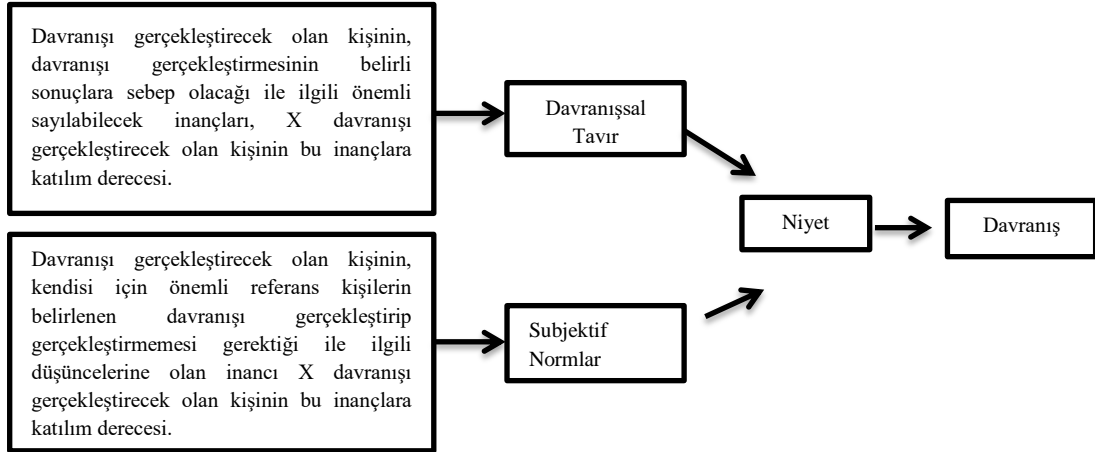 Davranışı gerçekleştirecek olan kişinin,
davranışı gerçekleştirmesinin belirli
sonuçlara sebep olacağı ile ilgili önemli
sayılabilecek inançları, X davranışı
gerçekleştirecek olan kişinin bu inançlara
katılım derecesi.
Davranışsal
Tavır
Niyet
Davranış
Davranışı gerçekleştirecek olan kişinin,
kendisi için önemli referans kişilerin
belirlenen davranışı gerçekleştirip
gerçekleştirmemesi gerektiği ile ilgili
düşüncelerine olan inancı X davranışı
gerçekleştirecek olan kişinin bu inançlara
katılım derecesi.
Subjektif
Normlar